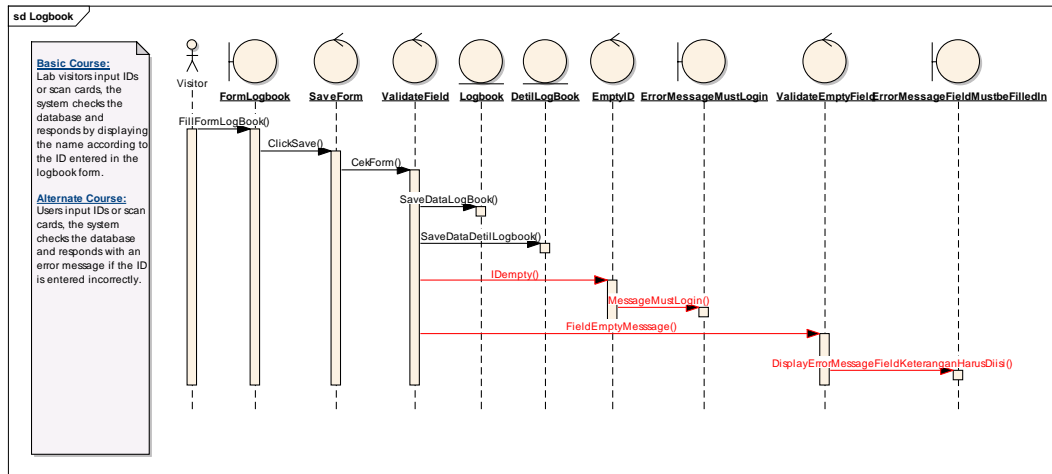 sd Logbook
Basic Course:
Lab visitors input IDs
or scan cards, the
system checks the
database and
responds by displaying
the name according to
the ID entered in the
logbook form.
Alternate Course:
Users input IDs or scan
cards, the system
checks the database
and responds with an
error message if the ID
is entered incorrectly.
Visitor
FormLogbook
SaveForm
ValidateField
Logbook
DetilLogBook
EmptyID
ErrorMessageMustLogin
ValidateEmptyField
ErrorMessageFieldMustbeFilledIn
FillFormLogBook()
ClickSave()
CekForm()
SaveDataLogBook()
SaveDataDetilLogbook()
IDempty()
MessageMustLogin()
FieldEmptyMesssage()
DisplayErrorMessageFieldKeteranganHarusDiisi()